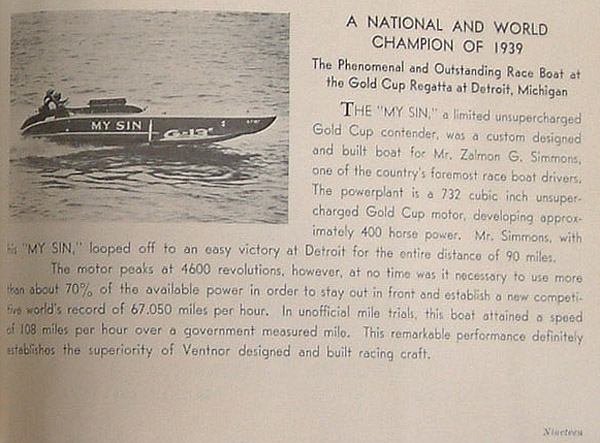 A NATIONAL AND WORLD
CHAMPION OF 1939
The Phenomenal and Outstanding Race Boat at
the Gold Cup Regatta at Detroit, Michigan
MY SIN G-13
THE "MY SIN," a limited unsupercharged
Gold Cup contender, was a custom designed
and built boat for Mr. Zalmon G. Simmons,
one of the country's foremost race boat drivers.
The powerplant is a 732 cubic inch unsuper-
charged Gold Cup motor, developing approx-
imately 400 horse power. Mr. Simmons, with
his "MY SIN," looped off to an easy victory at Detroit for the entire distance of 90 miles.
The motor peaks at 4600 revolutions, however, at no time was it necessary to use more
than about 70% of the available power in order to stay out in front and establish a new competi-
tive world's record of 67.050 miles per hour. In unofficial mile trials, this boat attained a speed
of 108 miles per hour over a government measured mile. This remarkable performance definitely
establishes the superiority of Ventnor designed and built racing craft.
Nineteen